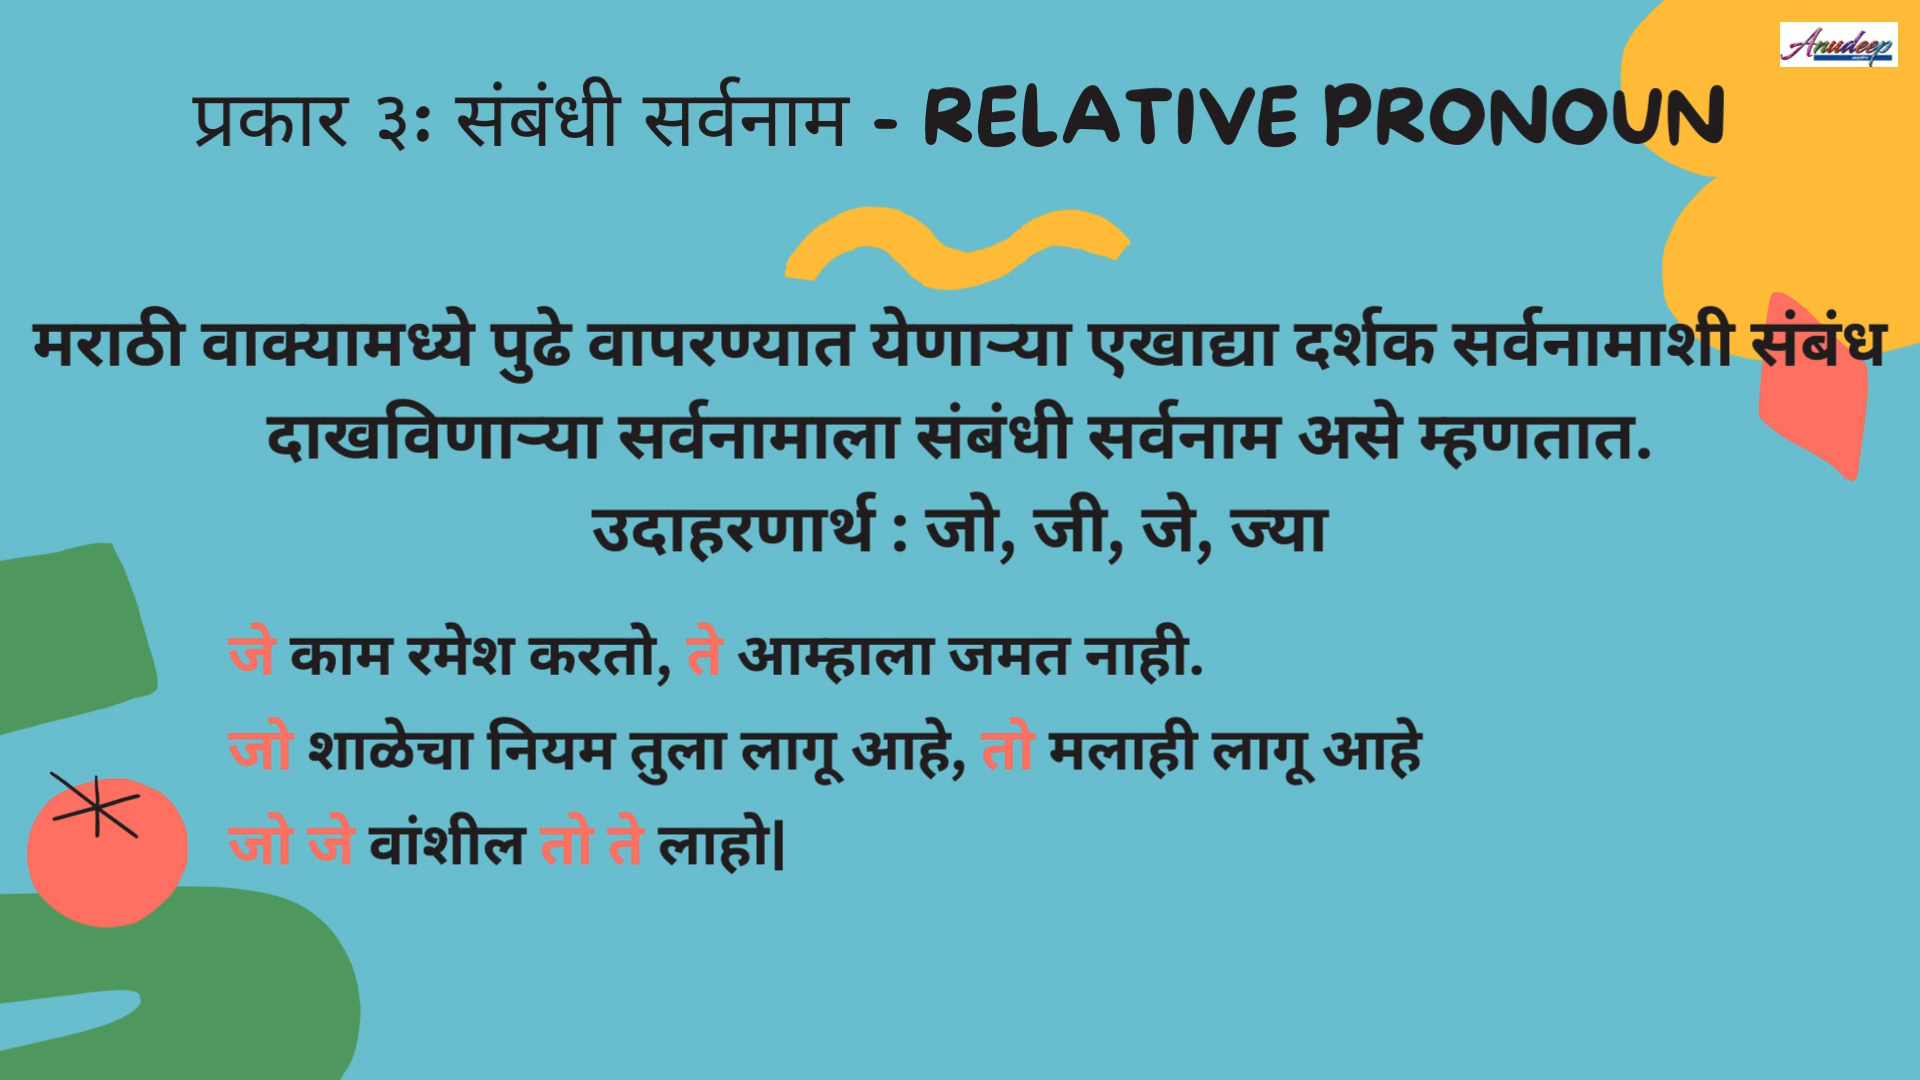 Anudeep
प्रकार ३: संबंधी सर्वनाम - RELATIVE PRONOUN
मराठी वाक्यामध्ये पुढे वापरण्यात येणाऱ्या एखाद्या दर्शक सर्वनामाशी संबंध
दाखविणाऱ्या सर्वनामाला संबंधी सर्वनाम असे म्हणतात.
उदाहरणार्थ : जो, जी, जे, ज्या
जे काम रमेश करतो, ते आम्हाला जमत नाही.
जो शाळेचा नियम तुला लागू आहे, तो मलाही लागू आहे
जो जे वांशील तो ते लाहो|